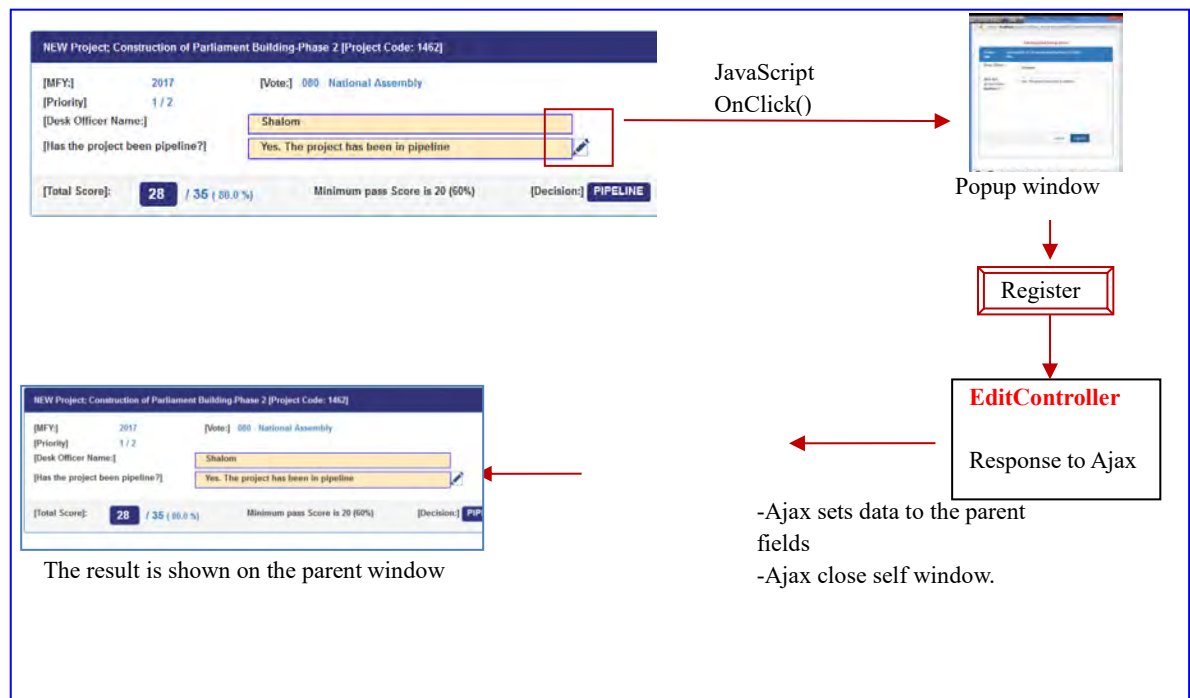 NEW Project; Construction of Parliament Building-Phase 2 [Project Code: 1462]
[MFY:] 2017 [Vote:] 080 National Assembly
[Priority] 1 / 2
[Desk Officer Name:] Shalom
[Has the project been pipeline?] Yes. The project has been in pipeline
[Total Score]: 28 / 35 ( 80.0 %) Minimum pass Score is 20 (60%) [Decision:] PIPELINE
JavaScript
OnClick()
Popup window
Register
EditController
Response to Ajax
-Ajax sets data to the parent
fields
-Ajax close self window.
NEW Project; Construction of Parliament Building-Phase 2 [Project Code: 1462]
[MFY:] 2017 [Vote:] 080 National Assembly
[Priority] 1 / 2
[Desk Officer Name:] Shalom
[Has the project been pipeline?] Yes. The project has been in pipeline
[Total Score]: 28 / 35 ( 80.0 %) Minimum pass Score is 20 (60%) [Decision:] PIP
The result is shown on the parent window